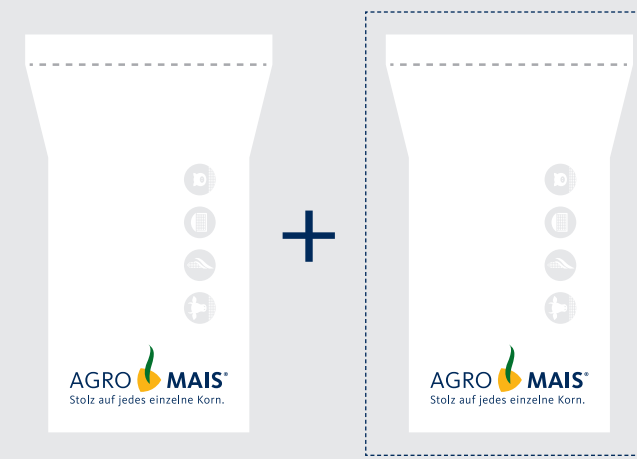 AGRO MAIS®
Stolz auf jedes einzelne Korn.
AGRO MAIS®
Stolz auf jedes einzelne Korn.